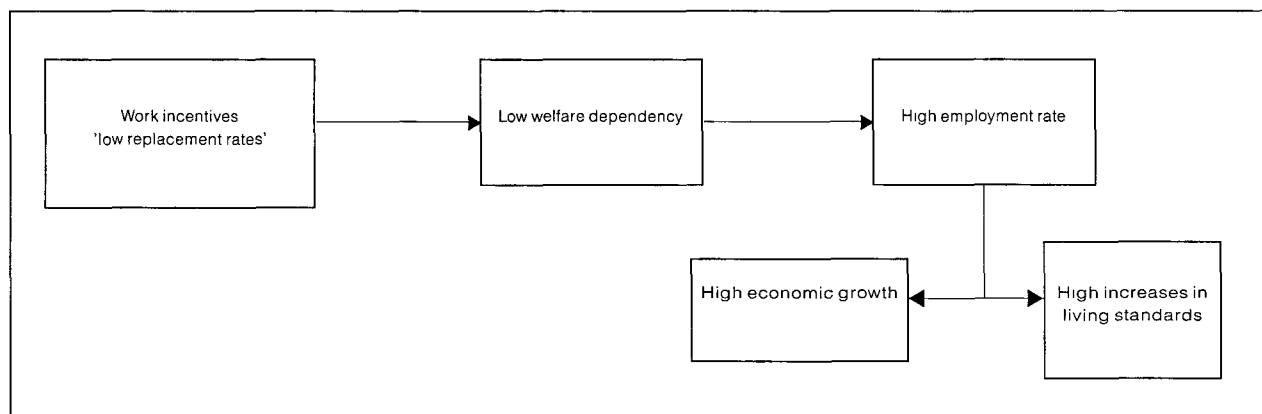 Work incentives
'low replacement rates'
Low welfare dependency
High employment rate
High economic growth
High increases in
living standards